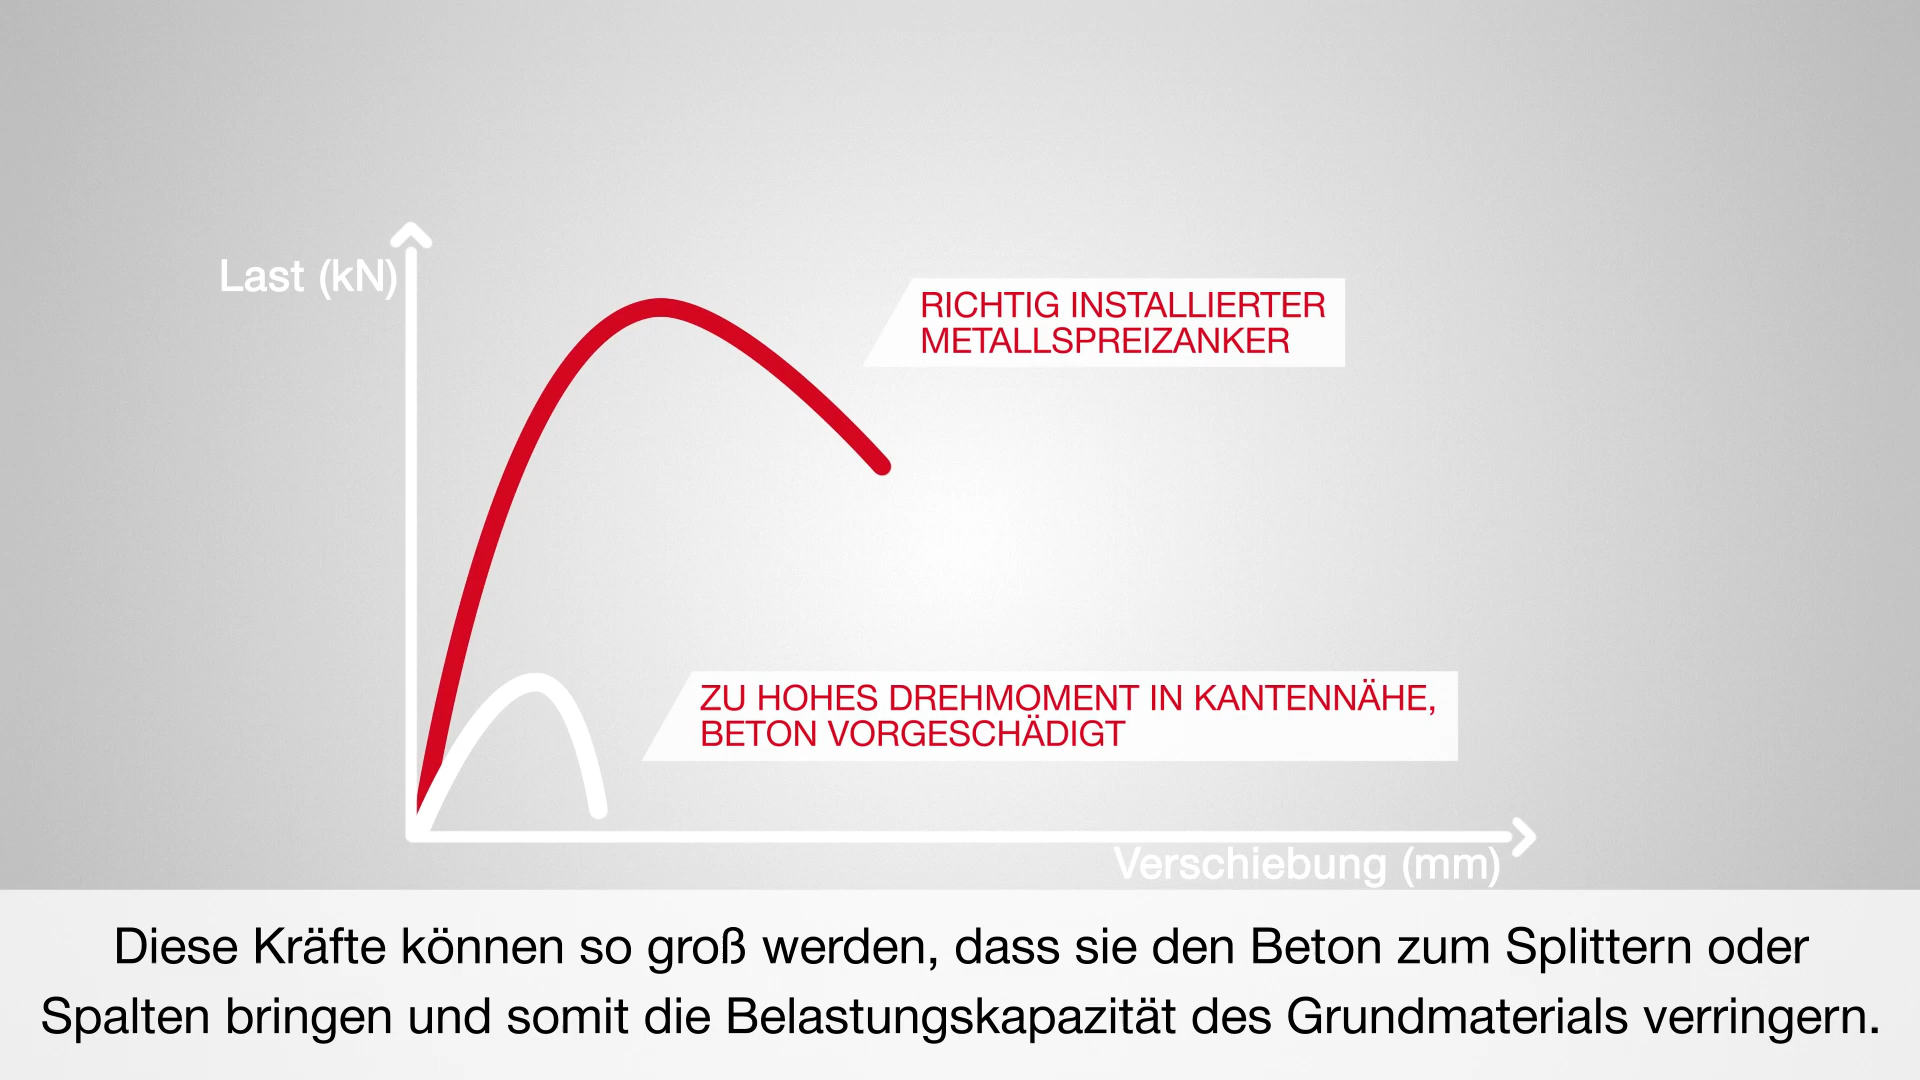 Last (kN)
RICHTIG INSTALLIERTER
METALLSPREIZANKER
ZU HOHES DREHMOMENT IN KANTENNÄHE,
BETON VORGESCHÄDIGT
Verschiebung (mm)
Diese Kräfte können so groß werden, dass sie den Beton zum Splittern oder
Spalten bringen und somit die Belastungskapazität des Grundmaterials verringern.